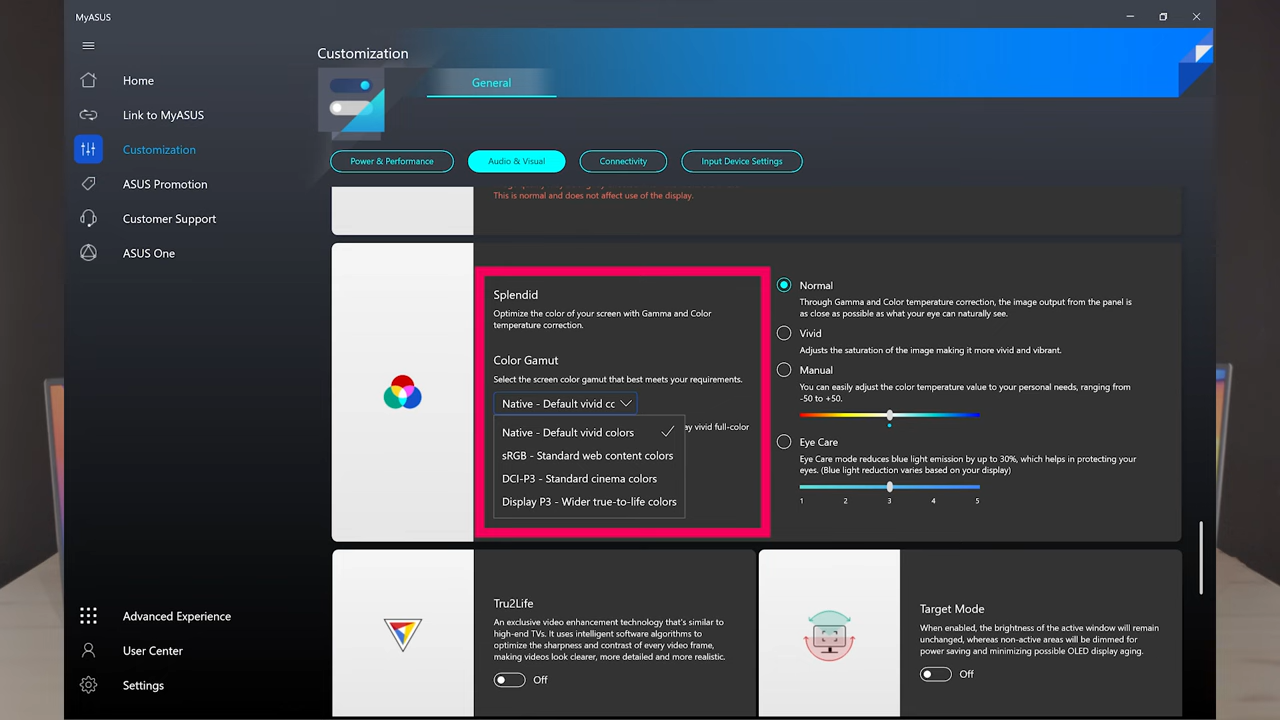 MyASUS
Home
Link to MyASUS
Customization
ASUS Promotion
Customer Support
ASUS One
Advanced Experience
User Center
Settings
Customization
General
Power & Performance
Audio & Visual
Connectivity
Input Device Settings
This is normal and does not affect use of the display.
Splendid
Optimize the color of your screen with Gamma and Color
temperature correction.
Color Gamut
Select the screen color gamut that best meets your requirements.
Native - Default vivid cc
vivid full-color
Native - Default vivid colors
sRGB - Standard web content colors
DCI-P3 - Standard cinema colors
Display P3 - Wider true-to-life colors
Normal
Through Gamma and Color temperature correction, the image output from the panel is
as close as possible as what your eye can naturally see.
Vivid
Adjusts the saturation of the image making it more vivid and vibrant.
Manual
You can easily adjust the color temperature value to your personal needs, ranging from
-50 to +50.
Eye Care
Eye Care mode reduces blue light emission by up to 30%, which helps in protecting your
eyes. (Blue light reduction varies based on your display)
1 2 3 4 5
Tru2Life
An exclusive video enhancement technology that's similar to
high-end TVs. It uses intelligent software algorithms to
optimize the sharpness and contrast of every video frame,
making videos look clearer, more detailed and more realistic.
Off
Target Mode
When enabled, the brightness of the active window will remain
unchanged, whereas non-active areas will be dimmed for
power saving and minimizing possible OLED display aging.
Off